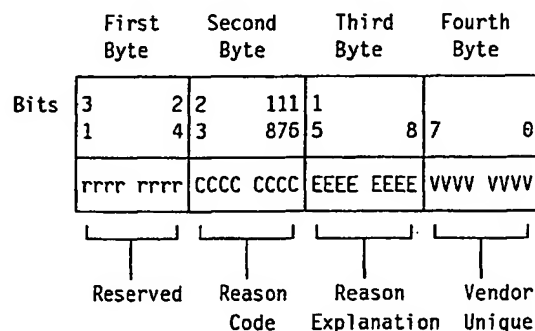 First Second Third Fourth
Byte Byte Byte Byte
Bits 3 2 2 111 1
1 4 3 876 5 8 7 0
rrrr rrrr CCCC CCCC EEEE EEEE VVVV VVVV
Reserved Reason Reason Vendor
Code Explanation Unique